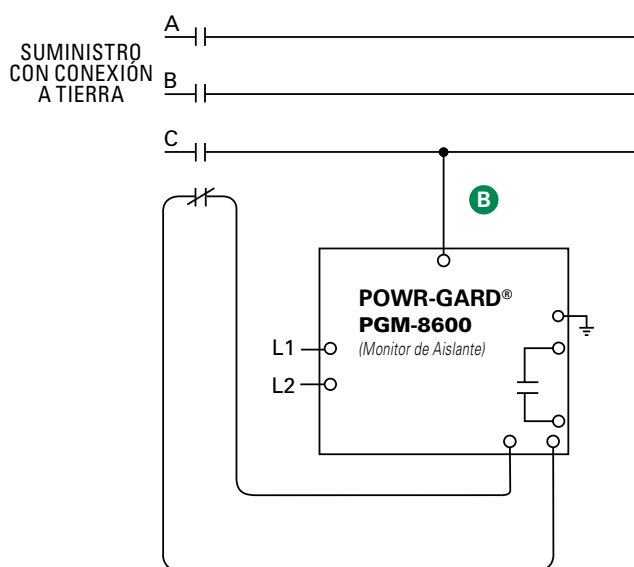 A
SUMINISTRO
CON CONEXIÓN
A TIERRA
B
C
B
POWR-GARD®
PGM-8600
(Monitor de Aislante)
L1
L2